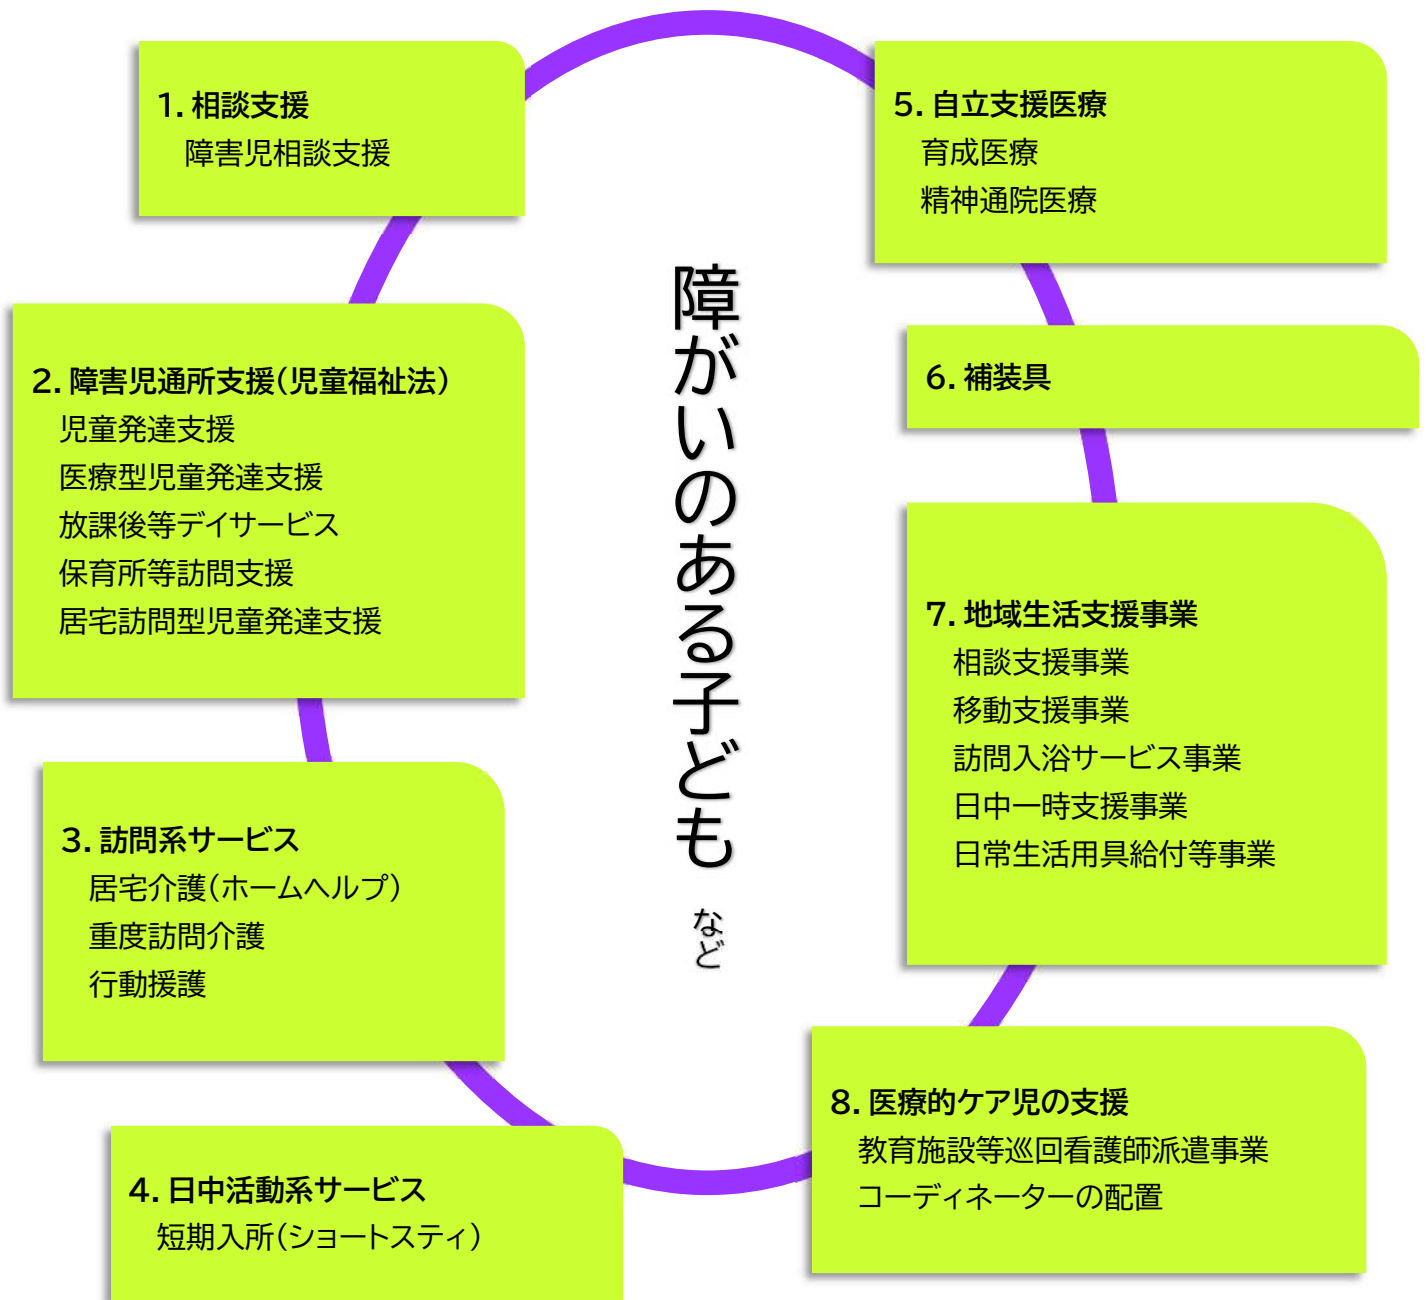 1. 相談支援
障害児相談支援
2. 障害児通所支援(児童福祉法)
児童発達支援
医療型児童発達支援
放課後等デイサービス
保育所等訪問支援
居宅訪問型児童発達支援
3. 訪問系サービス
居宅介護(ホームヘルプ)
重度訪問介護
行動援護
4. 日中活動系サービス
短期入所(ショートスティ)
障がいのある子ども など
5. 自立支援医療
育成医療
精神通院医療
6. 補装具
7. 地域生活支援事業
相談支援事業
移動支援事業
訪問入浴サービス事業
日中一時支援事業
日常生活用具給付等事業
8. 医療的ケア児の支援
教育施設等巡回看護師派遣事業
コーディネーターの配置